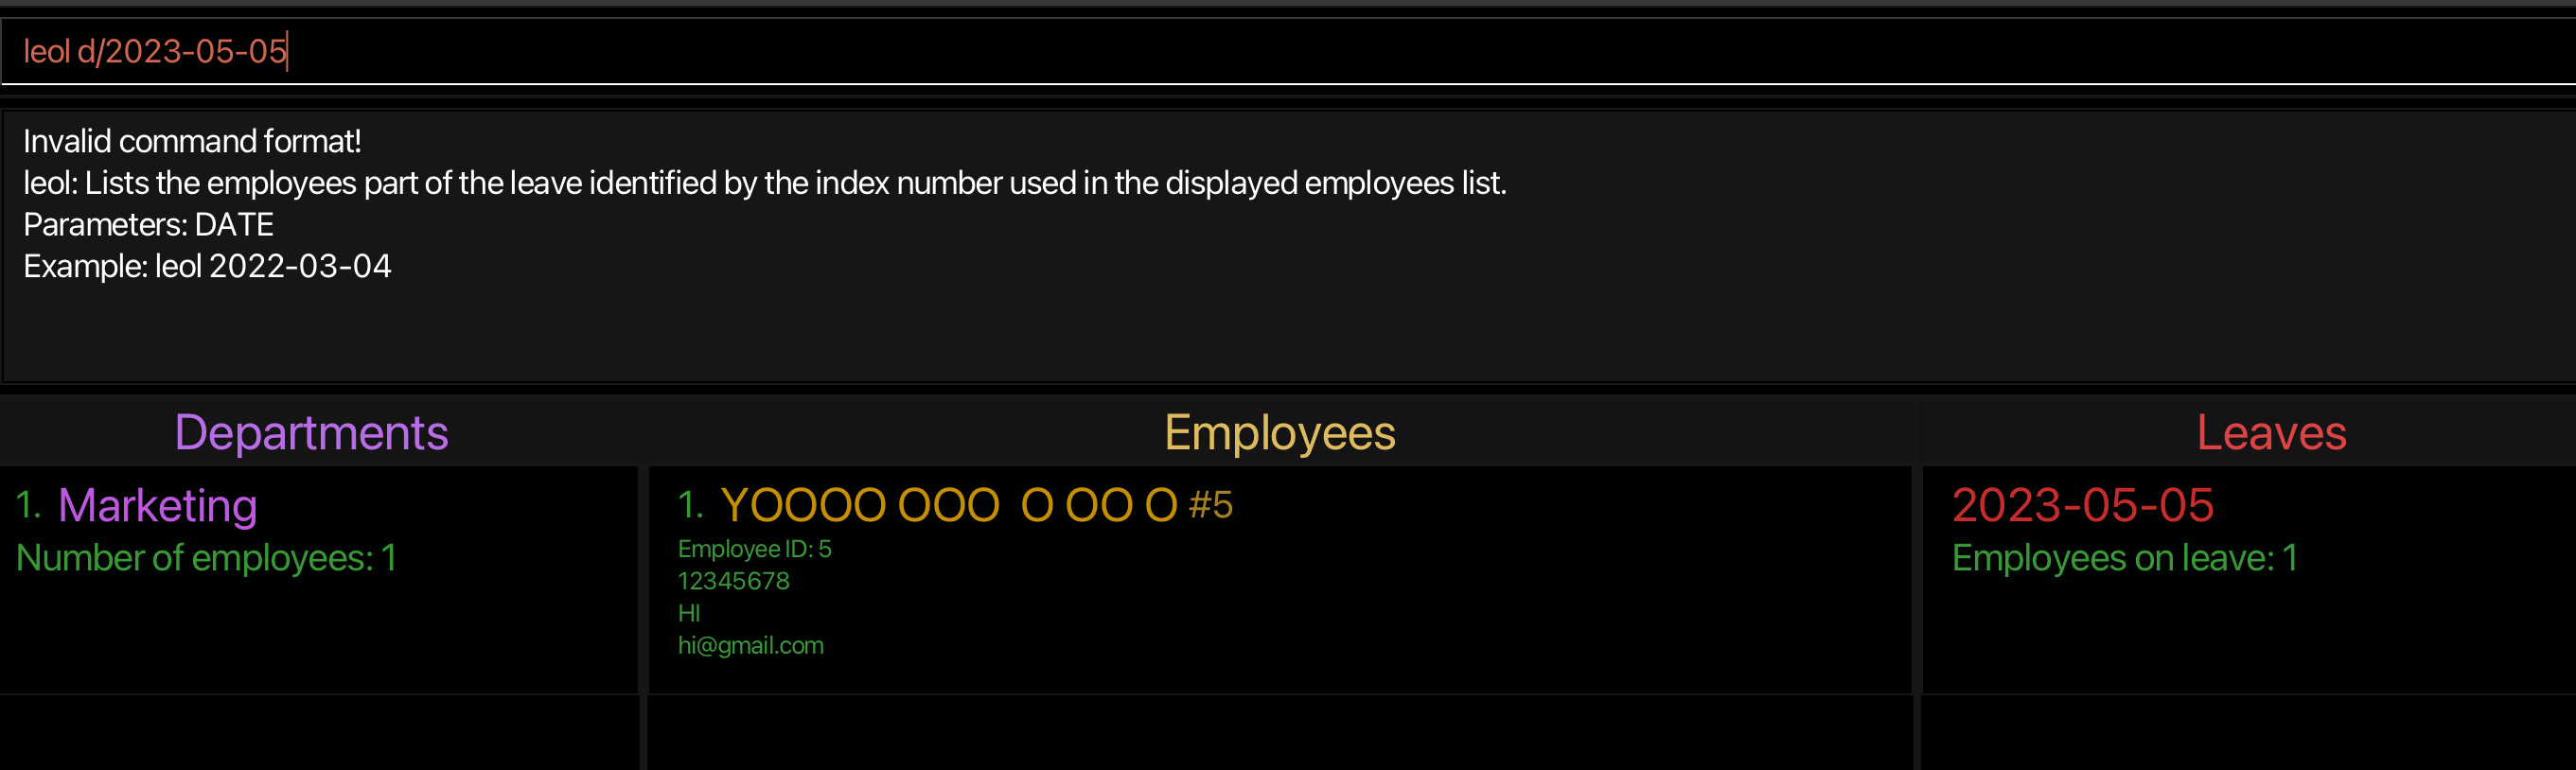 leol d/2023-05-05
Invalid command format!
leol: Lists the employees part of the leave identified by the index number used in the displayed employees list.
Parameters: DATE
Example: leol 2022-03-04
Departments
Employees
Leaves
1. Marketing
Number of employees: 1
1. YOOOO OOO  O OO O #5
Employee ID: 5
12345678
HI
hi@gmail.com
2023-05-05
Employees on leave: 1